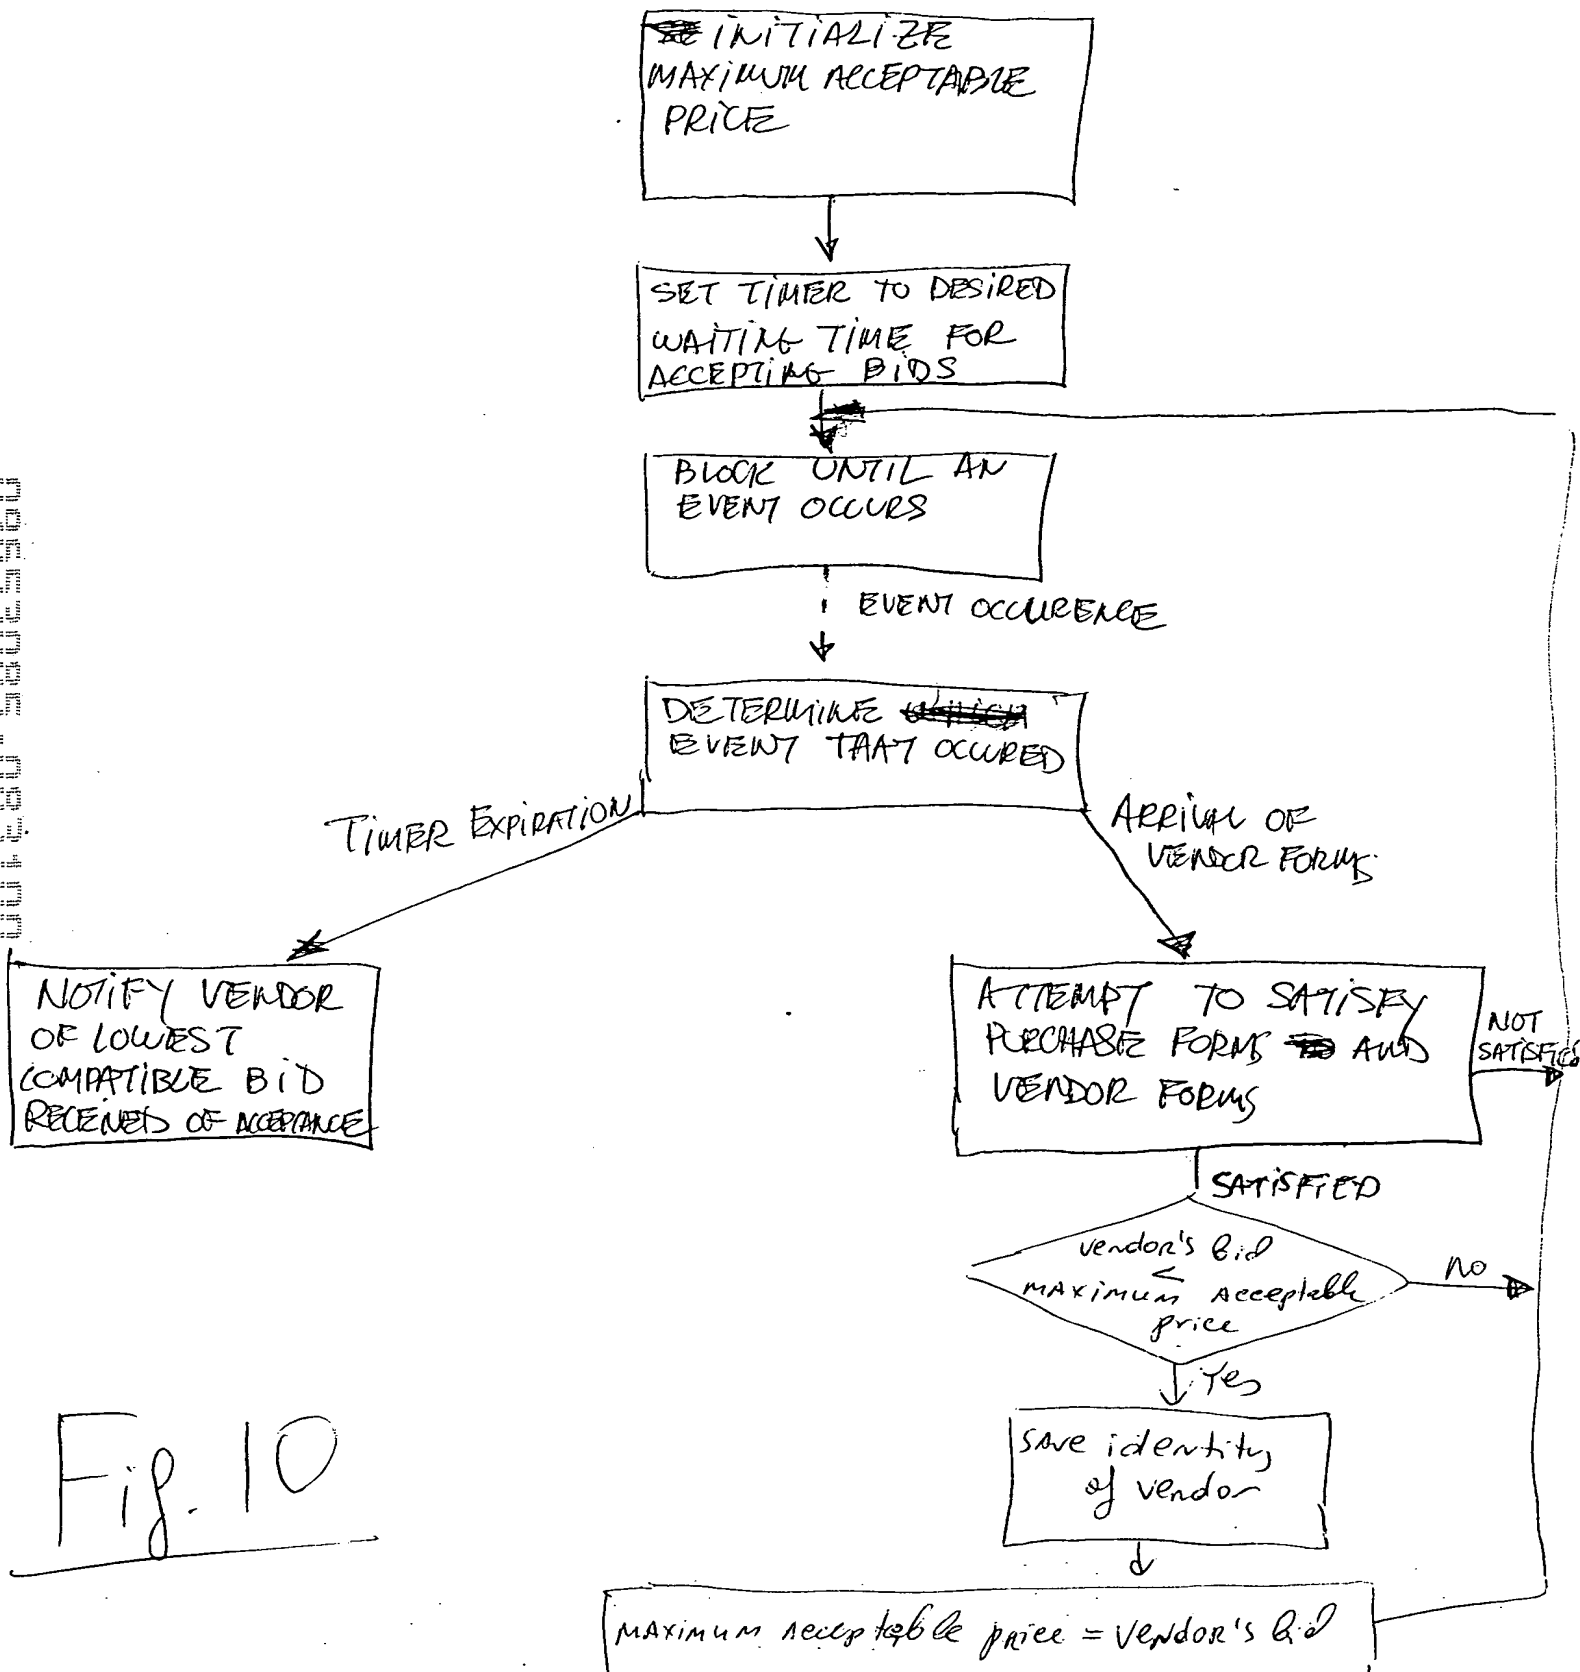 INITIALIZE
MAXIMUM ACCEPTABLE
PRICE
SET TIMER TO DESIRED
WAITING TIME FOR
ACCEPTING BIDS
BLOCK UNTIL AN
EVENT OCCURS
EVENT OCCURENCE
DETERMINE
EVENT THAT OCCURED
TIMER EXPIRATION
ARRIVAL OF
VENDOR FORMS
NOTIFY VENDOR
OF LOWEST
COMPATIBLE BID
RECEIVED OF ACCEPTANCE
ATTEMPT TO SATISFY
PURCHASE FORMS AND
VENDOR FORMS
NOT
SATISFIED
SATISFIED
vendor's bid
<
MAXIMUM Acceptable
price
NO
Yes
SAVE identity
of vendor
MAXIMUM Acceptable price = vendor's bid
Fig. 10